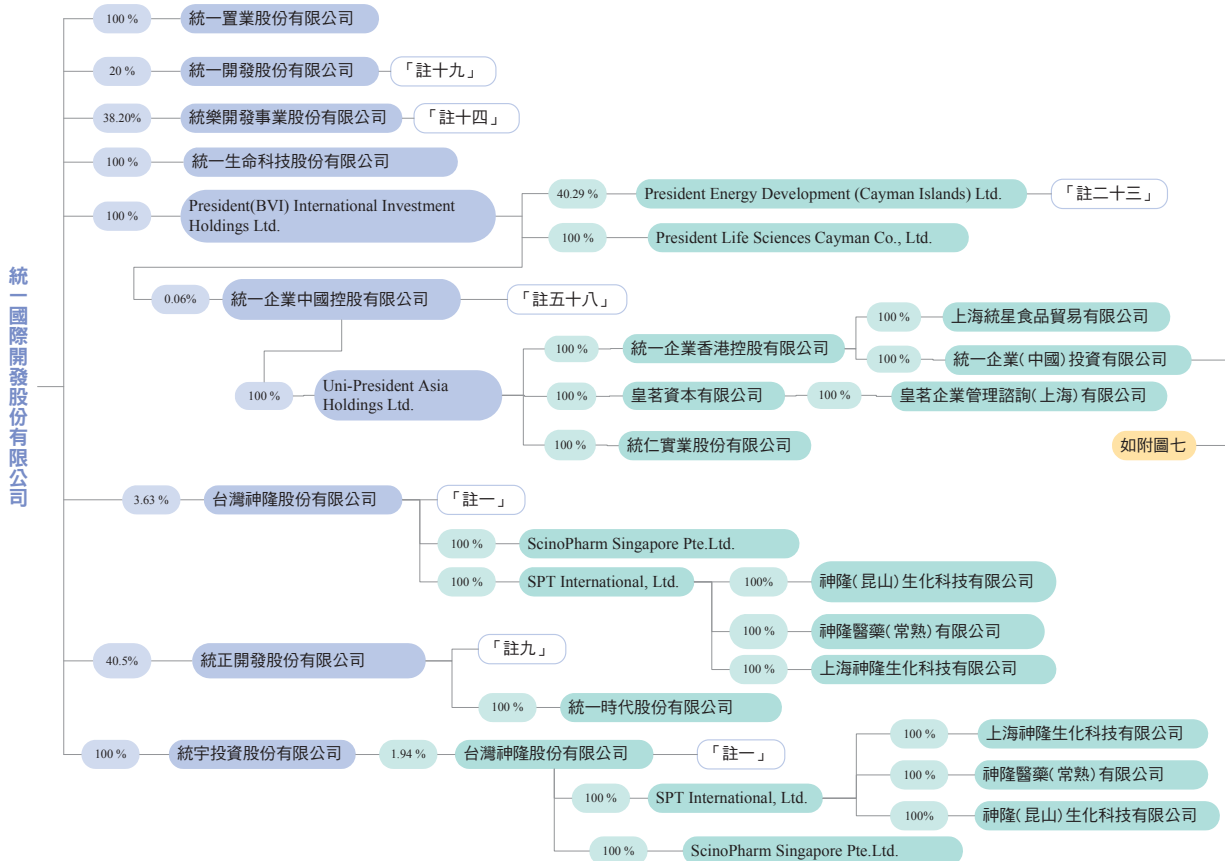 統一國際開發股份有限公司
100 %
統一置業股份有限公司
20 %
統一開發股份有限公司
「註十九」
38.20%
統樂開發事業股份有限公司
「註十四」
100 %
統一生命科技股份有限公司
100 %
President(BVI) International Investment
Holdings Ltd.
40.29 %
President Energy Development (Cayman Islands) Ltd.
「註二十三」
100 %
President Life Sciences Cayman Co., Ltd.
0.06%
統一企業中國控股有限公司
「註五十八」
100 %
Uni-President Asia
Holdings Ltd.
100 %
統一企業香港控股有限公司
100 %
上海統星食品貿易有限公司
100 %
統一企業(中國)投資有限公司
100 %
皇茗資本有限公司
100 %
皇茗企業管理諮詢(上海)有限公司
100 %
統仁實業股份有限公司
如附圖七
3.63 %
台灣神隆股份有限公司
「註一」
100 %
ScinoPharm Singapore Pte.Ltd.
100 %
SPT International, Ltd.
100%
神隆(昆山)生化科技有限公司
100 %
神隆醫藥(常熟)有限公司
100 %
上海神隆生化科技有限公司
40.5%
統正開發股份有限公司
「註九」
100 %
統一時代股份有限公司
100 %
統宇投資股份有限公司
1.94 %
台灣神隆股份有限公司
「註一」
100 %
SPT International, Ltd.
100 %
上海神隆生化科技有限公司
100 %
神隆醫藥(常熟)有限公司
100%
神隆(昆山)生化科技有限公司
100 %
ScinoPharm Singapore Pte.Ltd.